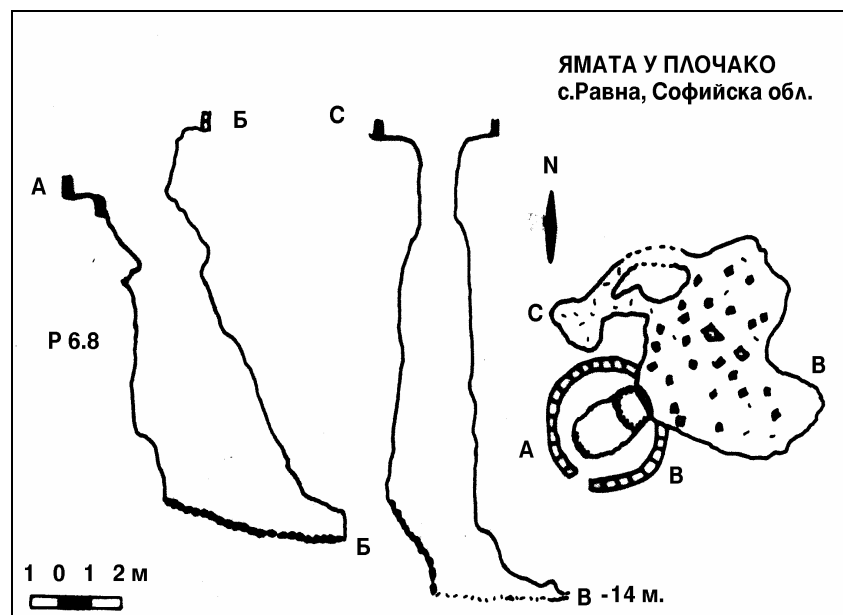 ЯМАТА У ПЛОЧАКО
с.Равна, Софийска обл.
Б
С
А
N
P 6.8
С
В
А
В
Б
1 0 1 2 м
В -14 м.